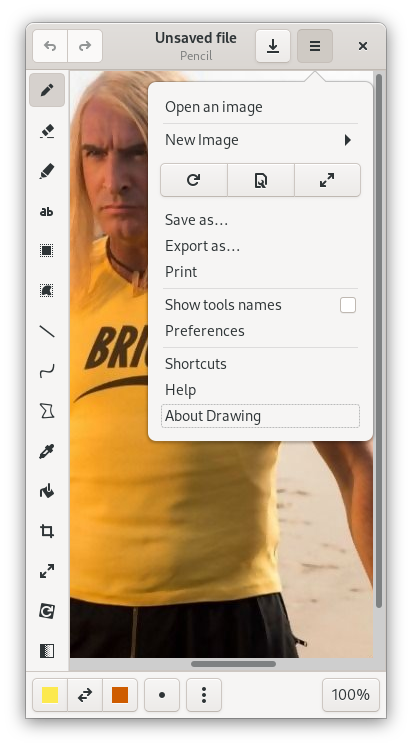 Unsaved file
Pencil
Open an image
New Image
Save as…
Export as…
Print
Show tools names
Preferences
Shortcuts
Help
About Drawing
ab
100%